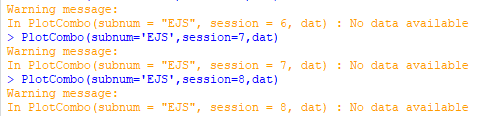 Warning message:
In PlotCombo(subnum = "EJS", session = 6, dat) : No data available
> PlotCombo(subnum='EJS',session=7,dat)
Warning message:
In PlotCombo(subnum = "EJS", session = 7, dat) : No data available
> PlotCombo(subnum='EJS',session=8,dat)
Warning message:
In PlotCombo(subnum = "EJS", session = 8, dat) : No data available